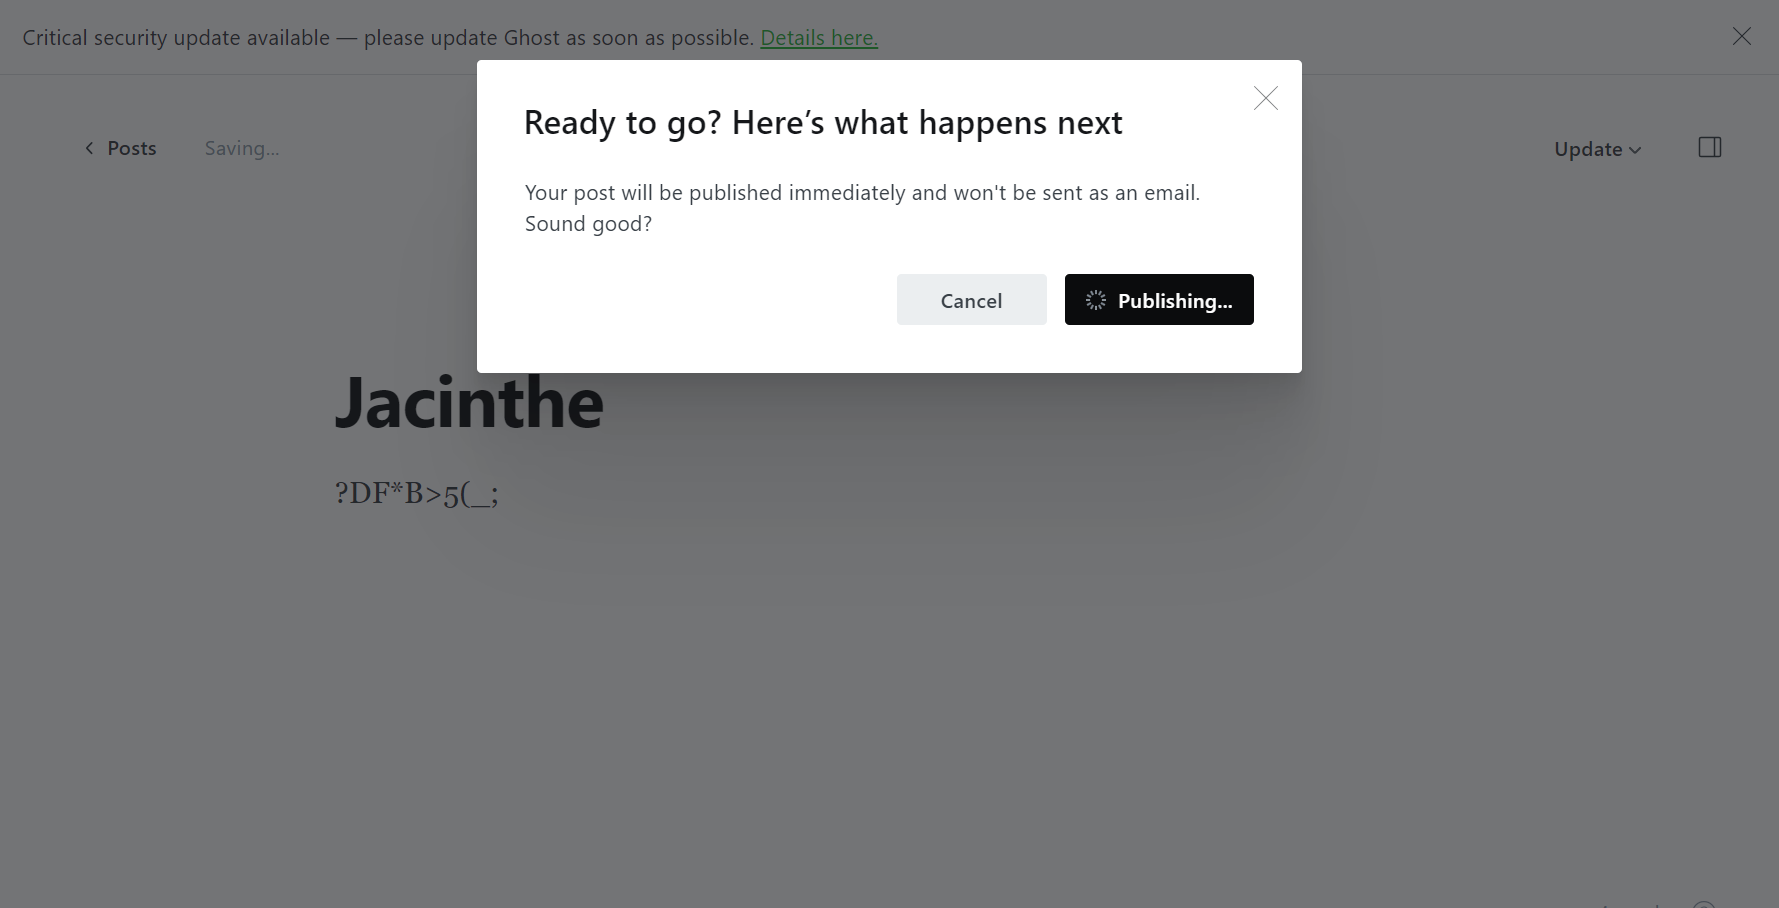 Critical security update available — please update Ghost as soon as possible. Details here.
Ready to go? Here’s what happens next
Posts
Saving...
Update
Your post will be published immediately and won't be sent as an email.
Sound good?
Cancel
Publishing...
Jacinthe
?DF*B>5(_;